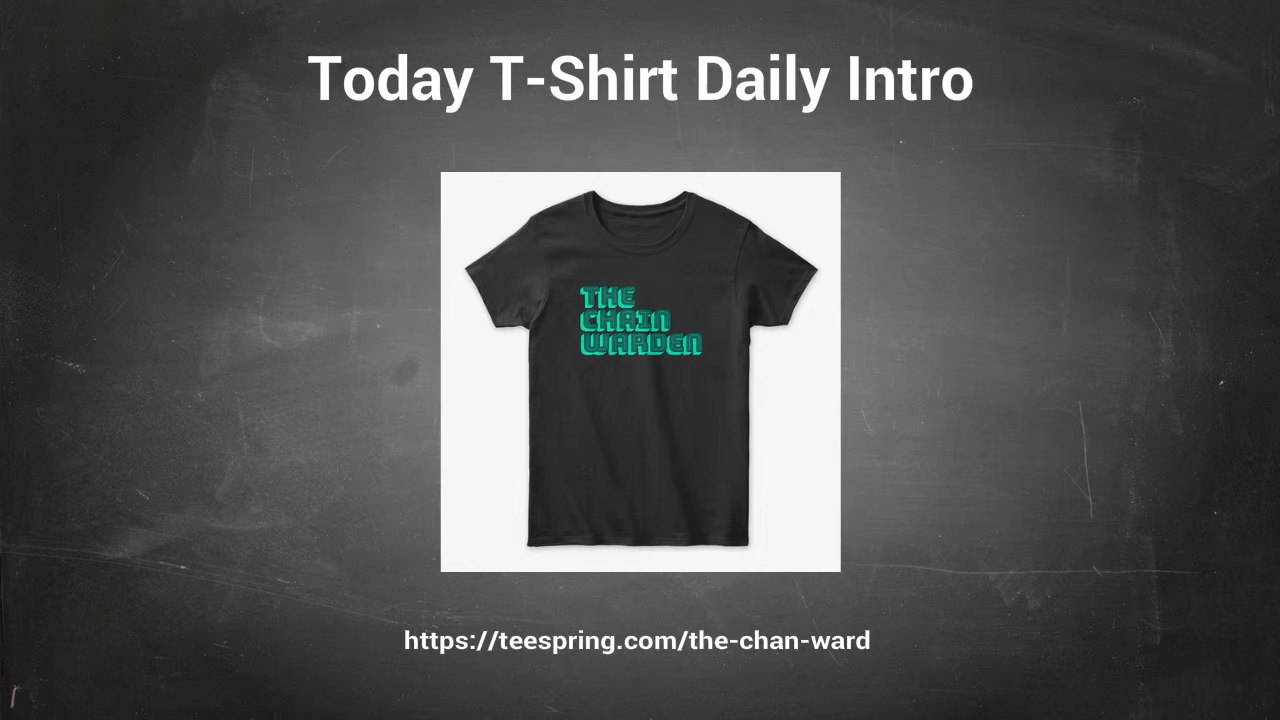 Today T-Shirt Daily Intro
THE
CHAIN
WARDEN
https://teespring.com/the-chan-ward